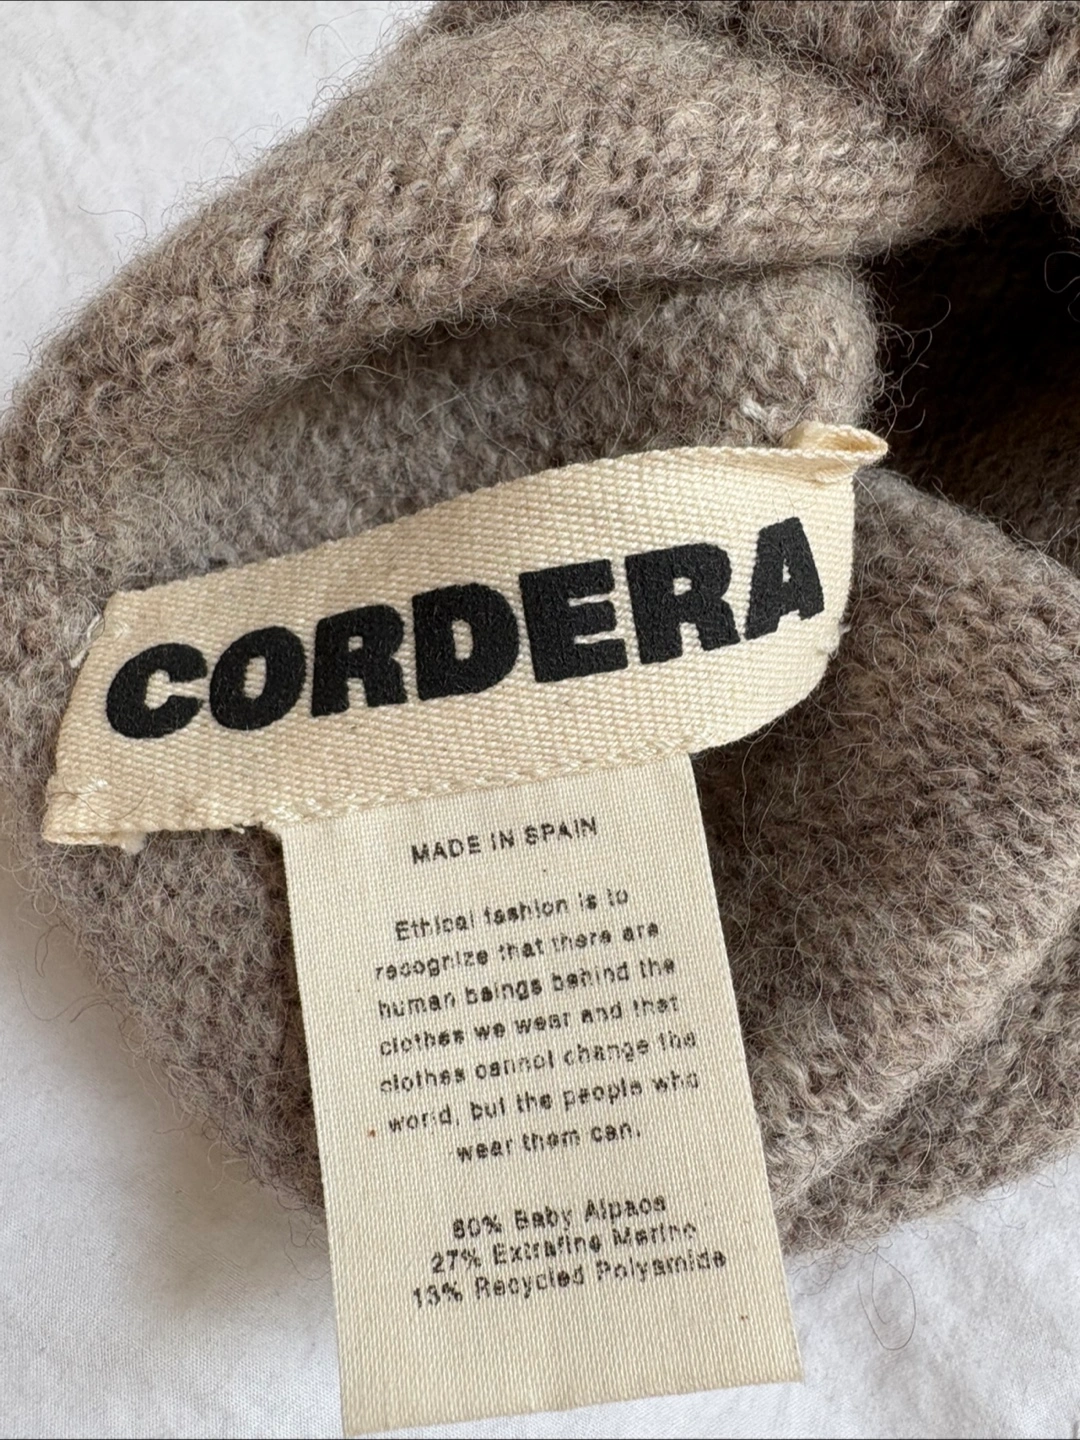 CORDERA
MADE IN SPAIN
Ethical fashion is to
recognize that there are
human beings behind the
clothes we wear and that
clothes cannot change the
world, but the people who
wear them can.
60% Baby Alpaca
27% Extrafine Merino
13% Recycled Polyamide